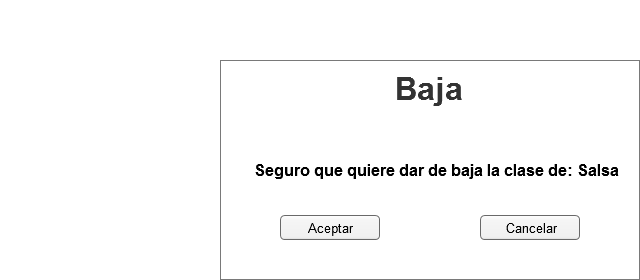 Baja
Seguro que quiere dar de baja la clase de: Salsa
Aceptar
Cancelar